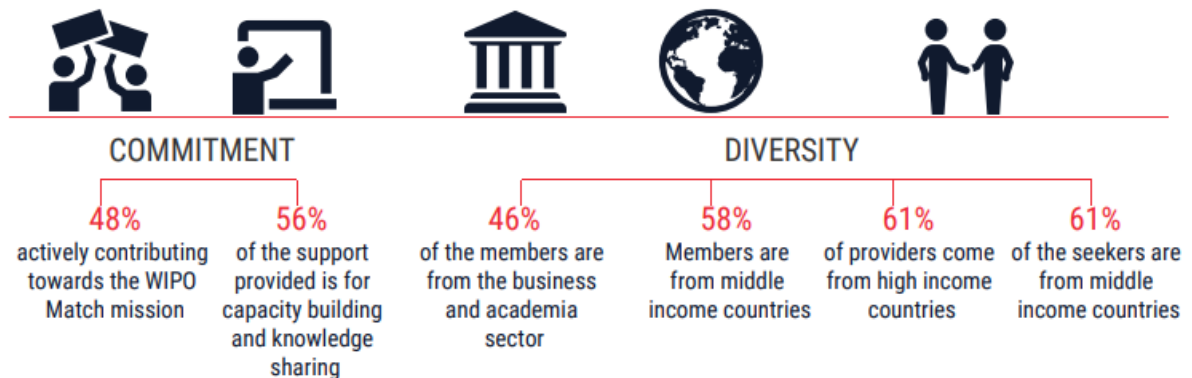 COMMITMENT
48%
actively contributing
towards the WIPO
Match mission
56%
of the support
provided is for
capacity building
and knowledge
sharing
DIVERSITY
46%
of the members are
from the business
and academia
sector
58%
Members are
from middle
income countries
61%
of providers come
from high income
countries
61%
of the seekers are
from middle
income countries